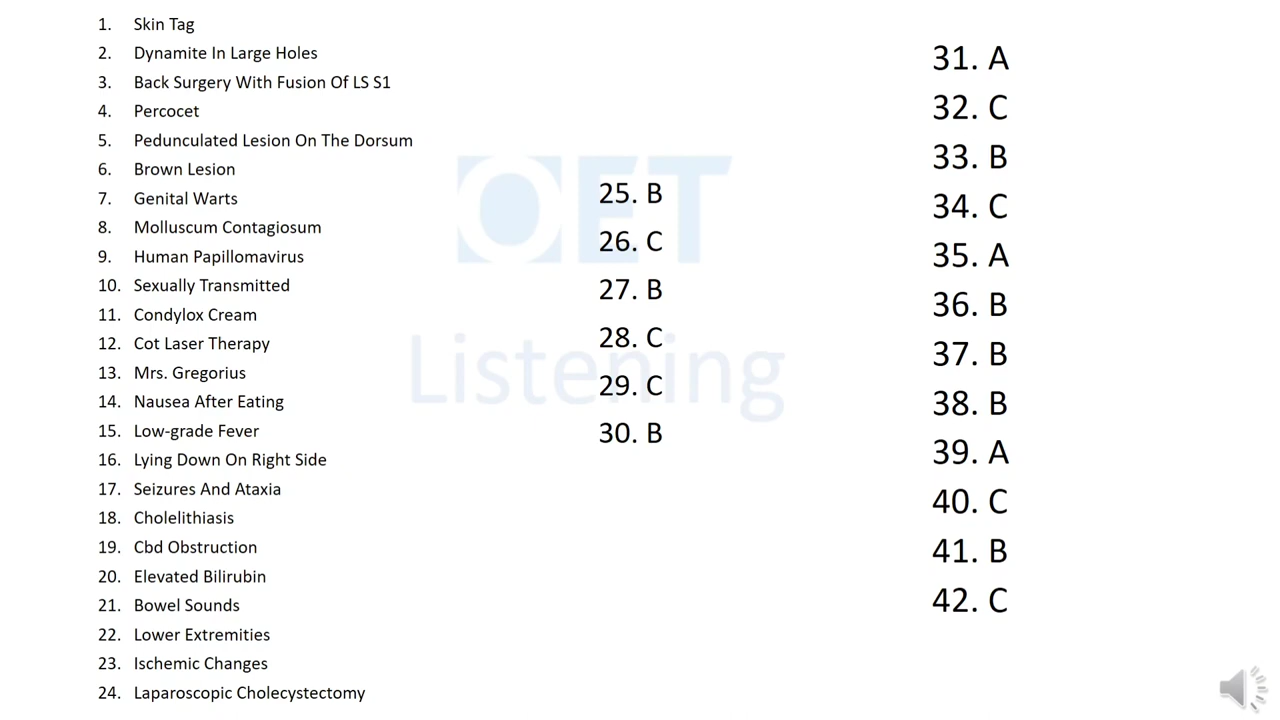 1. Skin Tag
2. Dynamite In Large Holes
3. Back Surgery With Fusion Of LS S1
4. Percocet
5. Pedunculated Lesion On The Dorsum
6. Brown Lesion
7. Genital Warts
8. Molluscum Contagiosum
9. Human Papillomavirus
10. Sexually Transmitted
11. Condylox Cream
12. Cot Laser Therapy
13. Mrs. Gregorius
14. Nausea After Eating
15. Low-grade Fever
16. Lying Down On Right Side
17. Seizures And Ataxia
18. Cholelithiasis
19. Cbd Obstruction
20. Elevated Bilirubin
21. Bowel Sounds
22. Lower Extremities
23. Ischemic Changes
24. Laparoscopic Cholecystectomy
OET
Listening
25. B
26. C
27. B
28. C
29. C
30. B
31. A
32. C
33. B
34. C
35. A
36. B
37. B
38. B
39. A
40. C
41. B
42. C